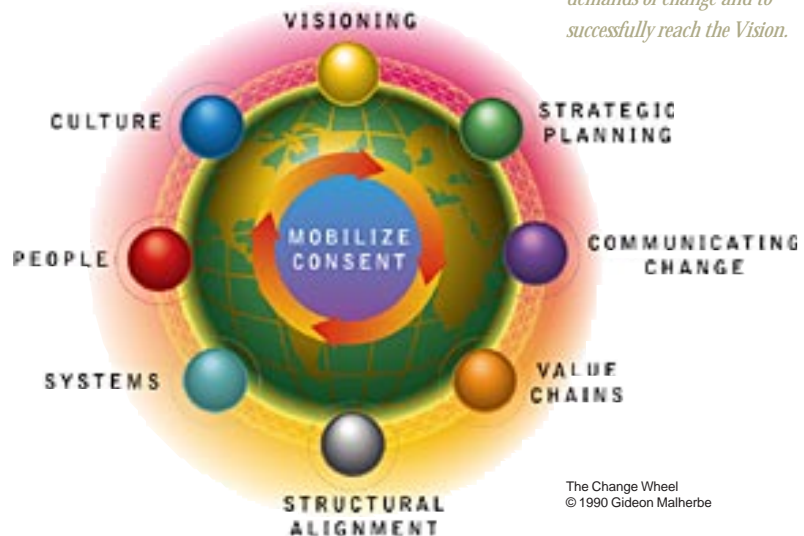 demands of change and to
successfully reach the Vision.
VISIONING
CULTURE
STRATEGIC
PLANNING
PEOPLE
MOBILIZE
CONSENT
COMMUNICATING
CHANGE
SYSTEMS
VALUE
CHAINS
STRUCTURAL
ALIGNMENT
The Change Wheel
© 1990 Gideon Malherbe